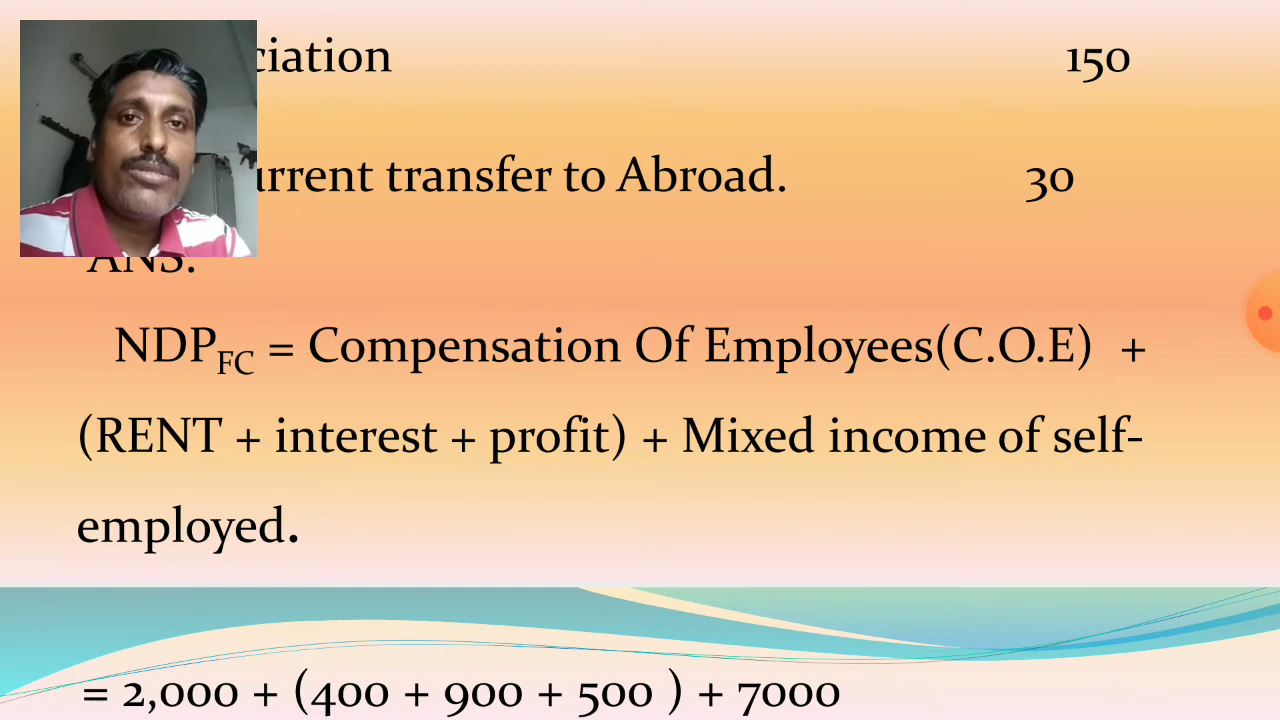 ciation 150
urrent transfer to Abroad. 30
ANS.
NDPFC = Compensation Of Employees(C.O.E) +
(RENT + interest + profit) + Mixed income of self-
employed.
= 2,000 + (400 + 900 + 500 ) + 7000